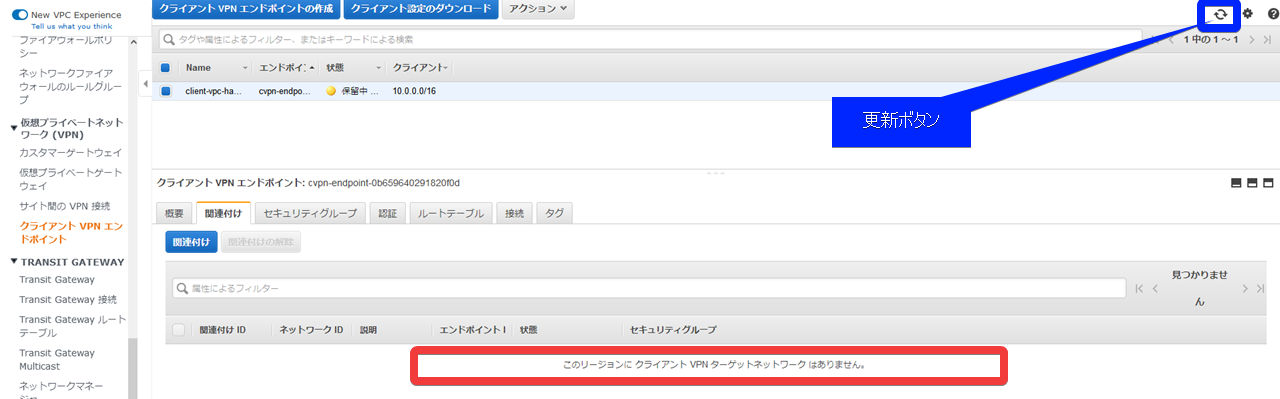 New VPC Experience
Tell us what you think
ファイアウォールポリ
シー
ネットワークファイア
ウォールのルールグルー
プ
仮想プライベートネット
ワーク (VPN)
カスタマーゲートウェイ
仮想プライベートゲート
ウェイ
サイト間の VPN 接続
クライアント VPN エン
ドポイント
TRANSIT GATEWAY
Transit Gateway
Transit Gateway 接続
Transit Gateway ルート
テーブル
Transit Gateway
Multicast
ネットワークマネー
ジャー
クライアント VPN エンドポイントの作成 クライアント設定のダウンロード アクション
タグや属性によるフィルター、またはキーワードによる検索
1 中の 1 ～ 1
Name エンドポイン 状態 クライアント
client-vpc-ha... cvpn-endpo... 保留中 ... 10.0.0.0/16
更新ボタン
クライアント VPN エンドポイント: cvpn-endpoint-0b659640291820f0d
概要 関連付け セキュリティグループ 認証 ルートテーブル 接続 タグ
関連付け 関連付けの解除
属性によるフィルター
見つかりませ
ん
関連付け ID ネットワーク ID 説明 エンドポイント I 状態 セキュリティグループ
このリージョンに クライアント VPN ターゲットネットワーク はありません。